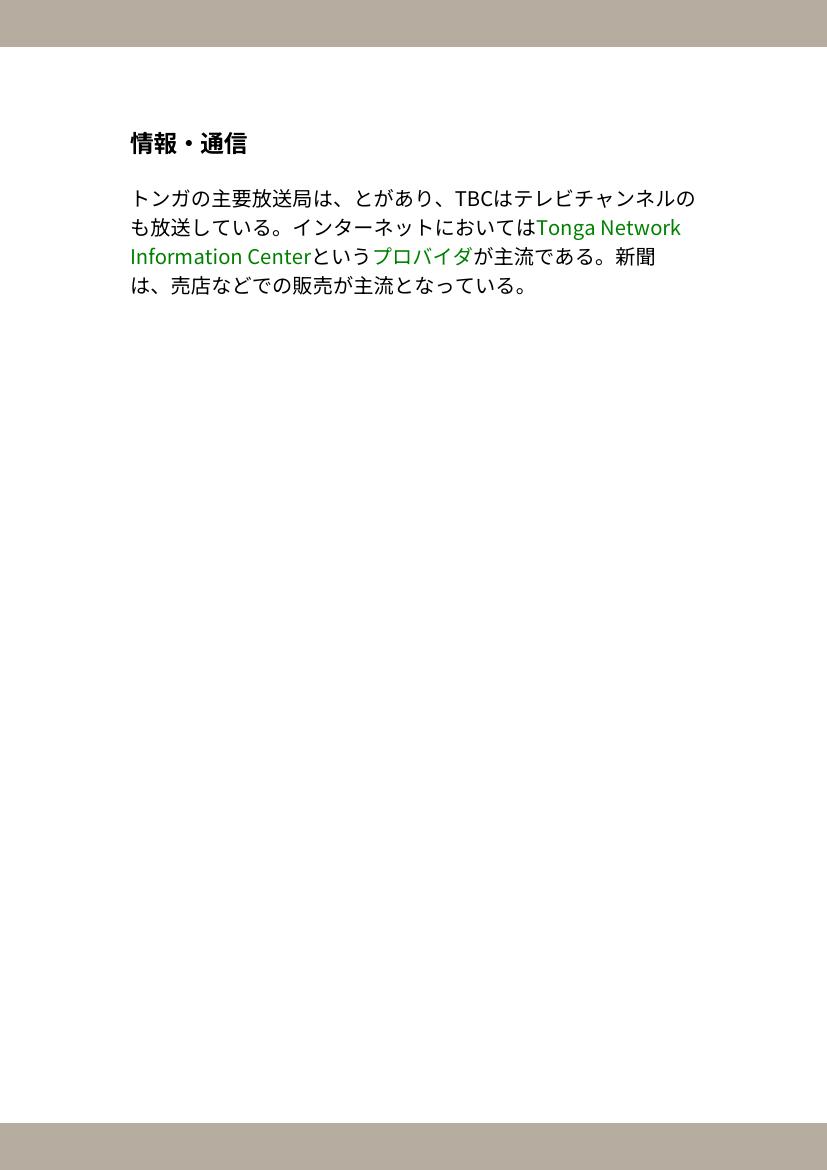 情報・通信
トンガの主要放送局は、とがあり、TBCはテレビチャンネルの
も放送している。インターネットにおいてはTonga Network
Information Centerというプロバイダが主流である。新聞
は、売店などでの販売が主流となっている。